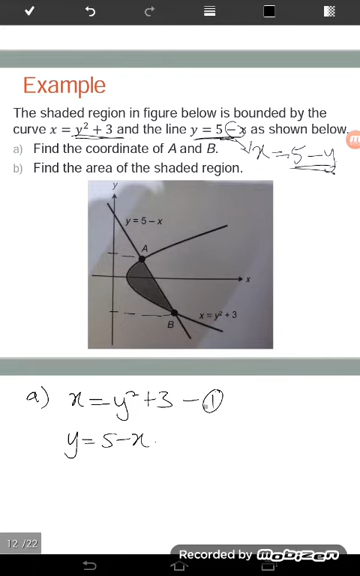 Example
The shaded region in figure below is bounded by the
curve x = y² + 3 and the line y = 5 – x as shown below.
a) Find the coordinate of A and B.
x = 5 – y
b) Find the area of the shaded region.
y
y = 5 – x
A
x
B
x = y² + 3
a) x = y² + 3 – ①
y = 5 – x
12 /22
Recorded by mobizen